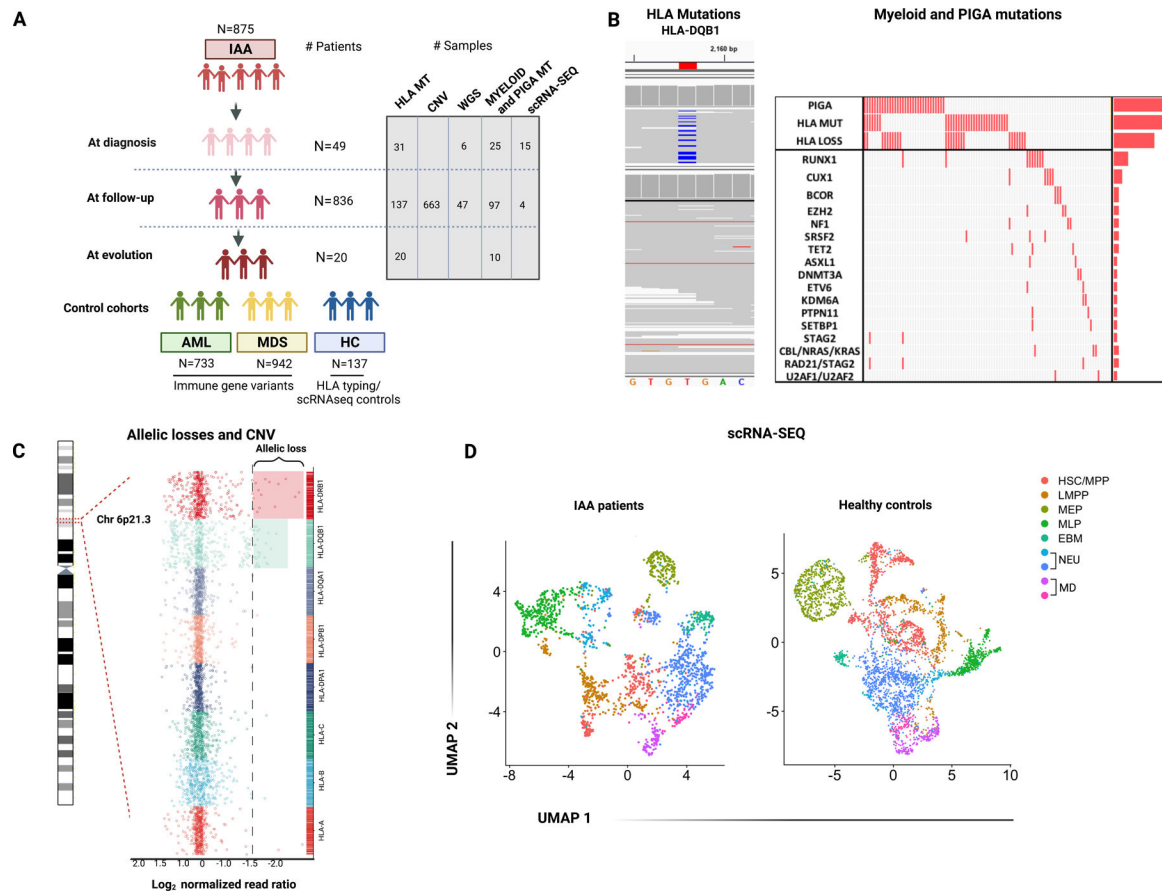 A
N=875
IAA
# Patients
# Samples
HLA MT
CNV
WGS
MYELOID
and PIGA MT
scRNA-SEQ
At diagnosis
N=49
31
6
25
15
At follow-up
N=836
137
663
47
97
4
At evolution
N=20
20
10
Control cohorts
AML
MDS
HC
N=733
N=942
N=137
Immune gene variants
HLA typing/
scRNAseq controls
B
HLA Mutations
HLA-DQB1
2.160 bp
G T G T G A C
Myeloid and PIGA mutations
PIGA
HLA MUT
HLA LOSS
RUNX1
CUX1
BCOR
EZH2
NF1
SRSF2
TET2
ASXL1
DNMT3A
ETV6
KDM6A
PTPN11
SETBP1
STAG2
CBL/NRAS/KRAS
RAD21/STAG2
U2AF1/U2AF2
C
Allelic losses and CNV
Allelic loss
Chr 6p21.3
HLA-DRB1
HLA-DQB1
HLA-DQA1
HLA-DPB1
HLA-DPA1
HLA-C
HLA-B
HLA-A
2.0 1.5 1.0 0 -1.0 -1.5 -2.0
Log2 normalized read ratio
D
scRNA-SEQ
IAA patients
Healthy controls
HSC/MPP
LMPP
MEP
MLP
EBM
NEU
MD
UMAP 2
4
0
-4
-8 -4 0 4
5
0
-5
-5 0 5 10
UMAP 1